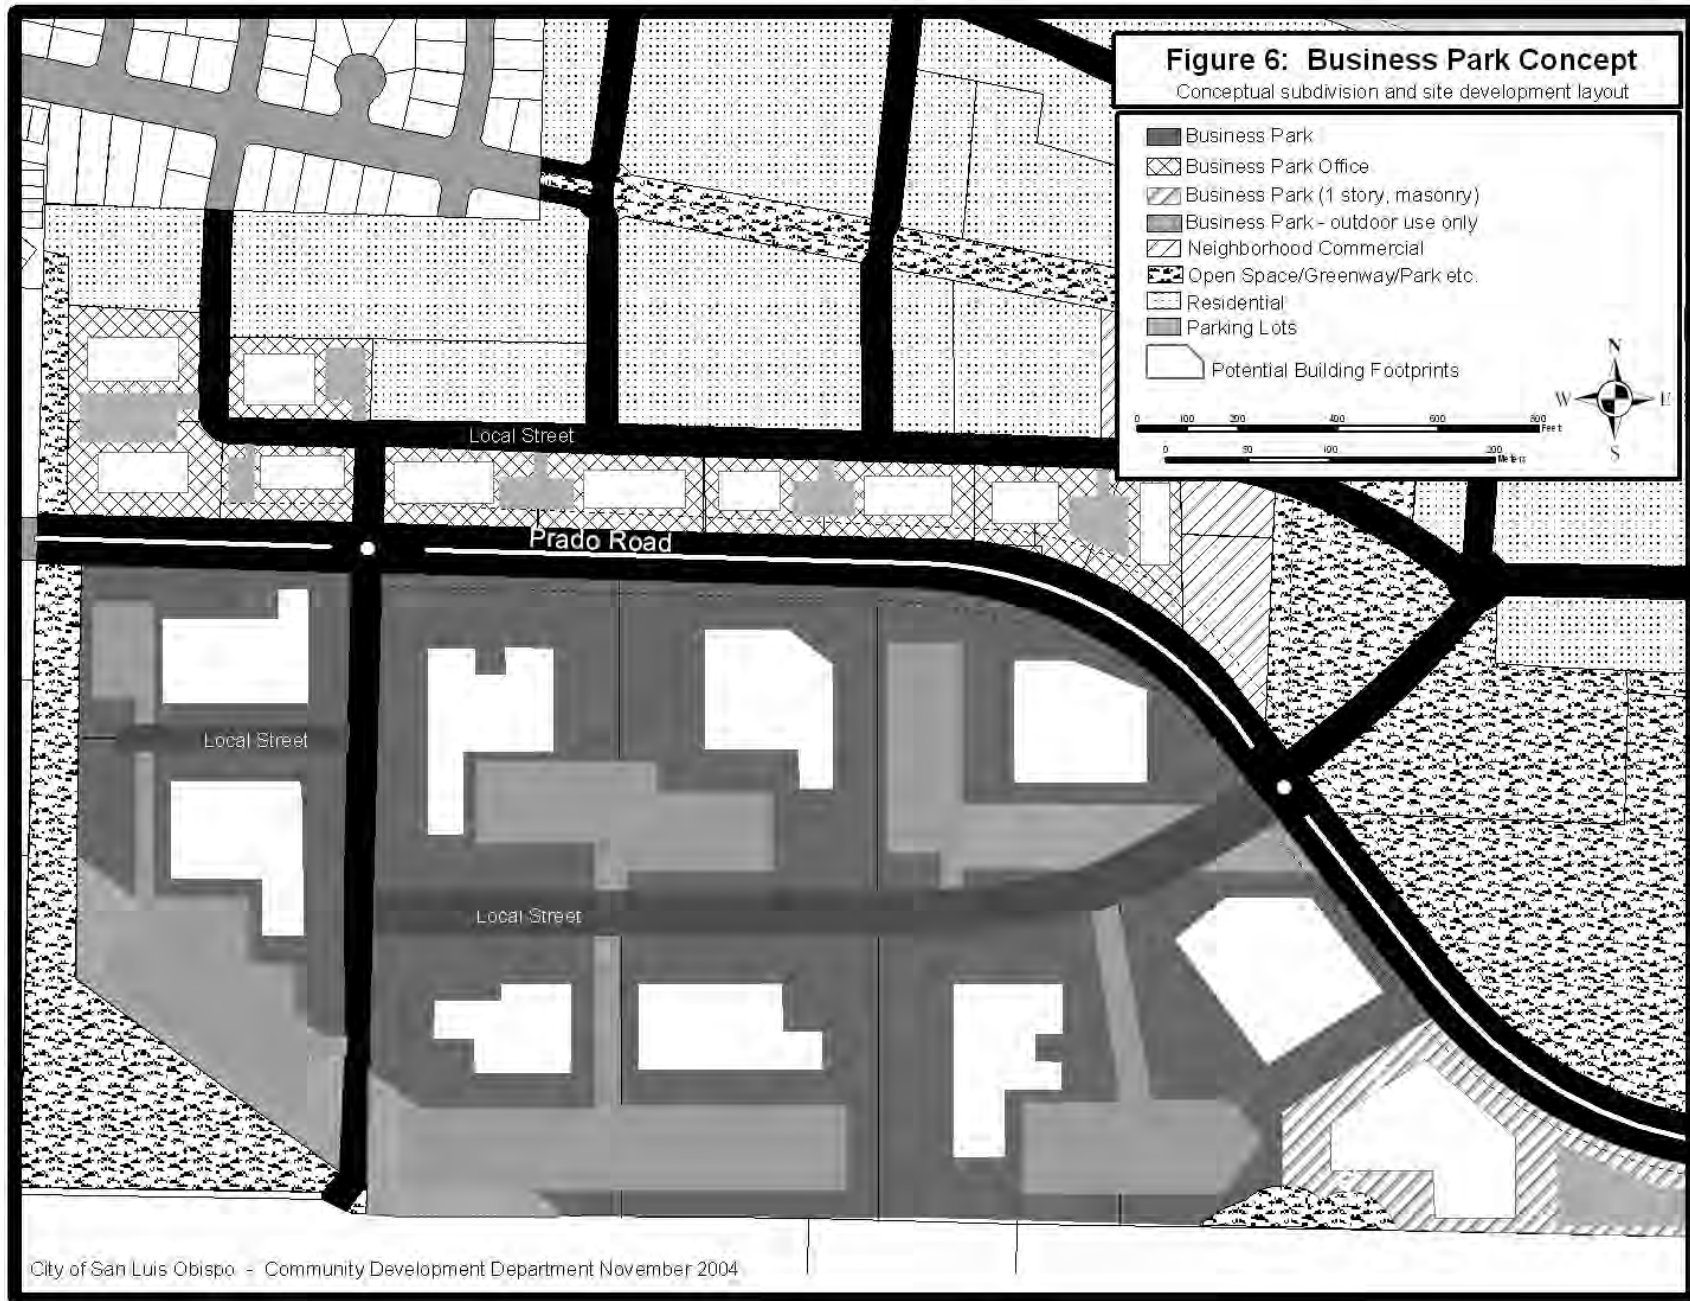 Figure 6: Business Park Concept
Conceptual subdivision and site development layout
Business Park
Business Park Office
Business Park (1 story, masonry)
Business Park - outdoor use only
Neighborhood Commercial
Open Space/Greenway/Park etc.
Residential
Parking Lots
Potential Building Footprints
N
W E
S
0 100 200 400 600 800
Feet
0 50 100 200
Meters
Local Street
Prado Road
Local Street
Local Street
City of San Luis Obispo - Community Development Department November 2004